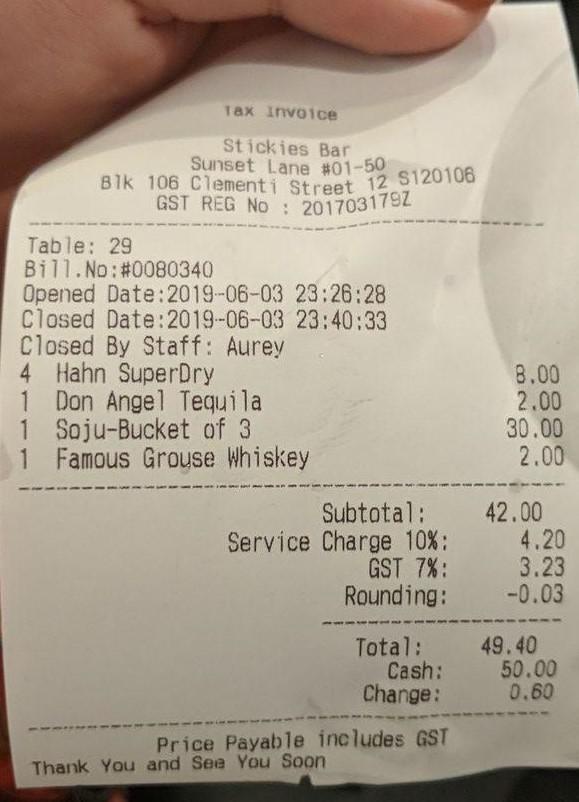 Tax Invoice
Stickies Bar
Sunset Lane #01-50
Blk 106 Clementi Street 12 S120106
GST REG No : 201703179Z
Table: 29
Bill.No:#0080340
Opened Date:2019-06-03 23:26:28
Closed Date:2019-06-03 23:40:33
Closed By Staff: Aurey
4 Hahn SuperDry 8.00
1 Don Angel Tequila 2.00
1 Soju-Bucket of 3 30.00
1 Famous Grouse Whiskey 2.00
Subtotal: 42.00
Service Charge 10%: 4.20
GST 7%: 3.23
Rounding: -0.03
Total: 49.40
Cash: 50.00
Change: 0.60
Price Payable includes GST
Thank You and See You Soon